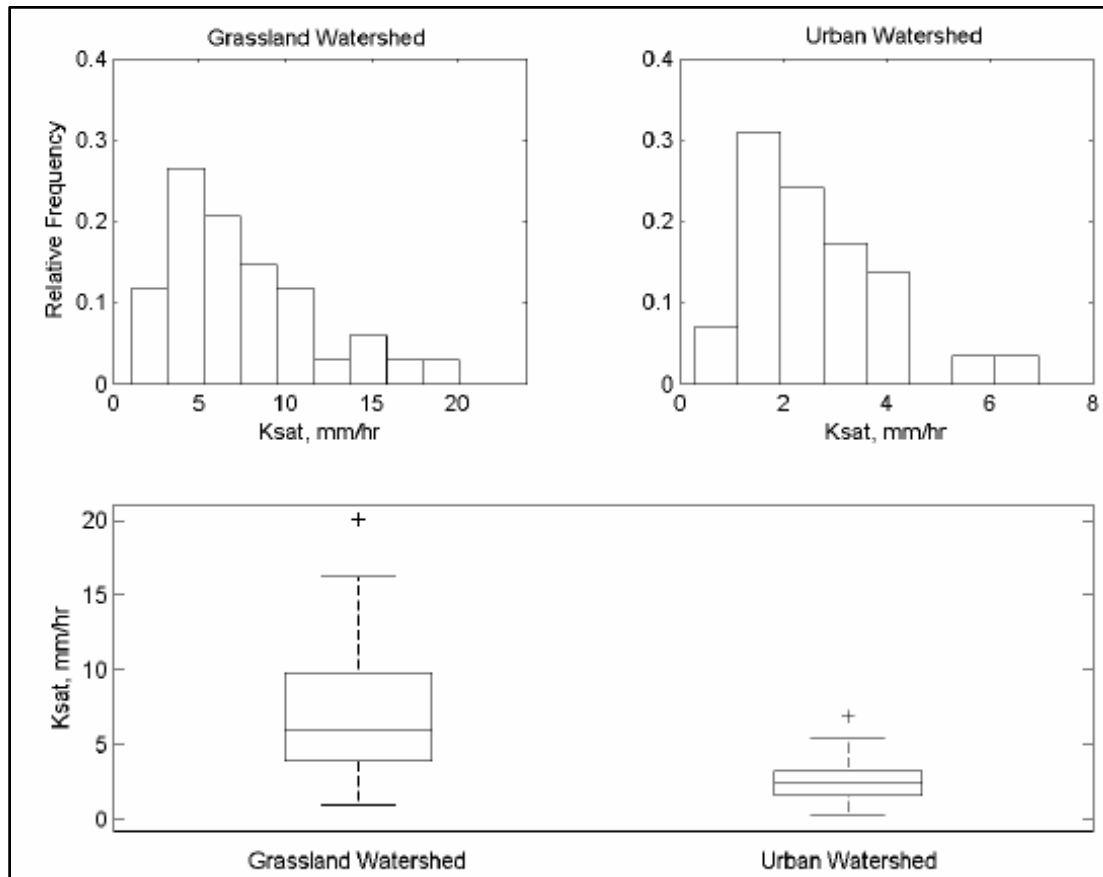 Grassland Watershed
Urban Watershed
0.4
0.3
0.2
0.1
0
Relative Frequency
0 5 10 15 20
Ksat, mm/hr
0.4
0.3
0.2
0.1
0
0 2 4 6 8
Ksat, mm/hr
20
15
10
5
0
Ksat, mm/hr
Grassland Watershed
Urban Watershed